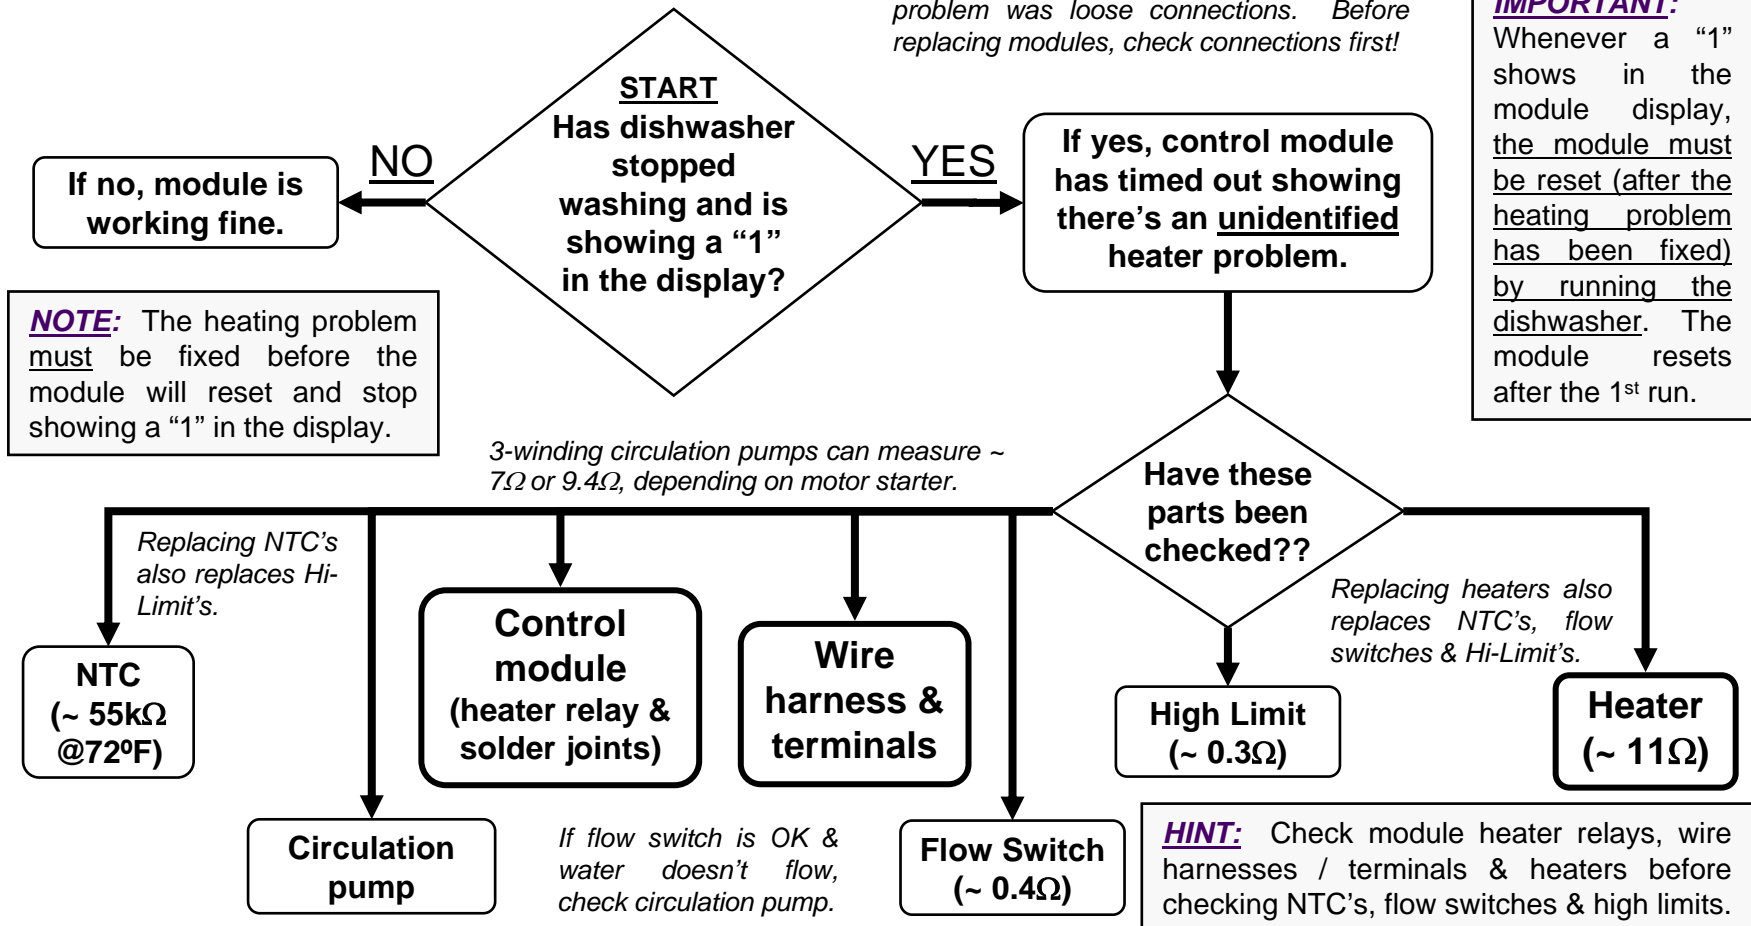 problem was loose connections. Before
replacing modules, check connections first!
IMPORTANT:
Whenever a “1”
shows in the
module display,
the module must
be reset (after the
heating problem
has been fixed)
by running the
dishwasher. The
module resets
after the 1st run.
START
Has dishwasher
stopped
washing and is
showing a “1”
in the display?
NO
YES
If no, module is
working fine.
If yes, control module
has timed out showing
there’s an unidentified
heater problem.
NOTE: The heating problem
must be fixed before the
module will reset and stop
showing a “1” in the display.
3-winding circulation pumps can measure ~
7Ω or 9.4Ω, depending on motor starter.
Have these
parts been
checked??
Replacing NTC’s
also replaces Hi-
Limit’s.
Replacing heaters also
replaces NTC’s, flow
switches & Hi-Limit’s.
NTC
(~ 55kΩ
@72ºF)
Control
module
(heater relay &
solder joints)
Wire
harness &
terminals
High Limit
(~ 0.3Ω)
Heater
(~ 11Ω)
Circulation
pump
If flow switch is OK &
water doesn’t flow,
check circulation pump.
Flow Switch
(~ 0.4Ω)
HINT: Check module heater relays, wire
harnesses / terminals & heaters before
checking NTC’s, flow switches & high limits.